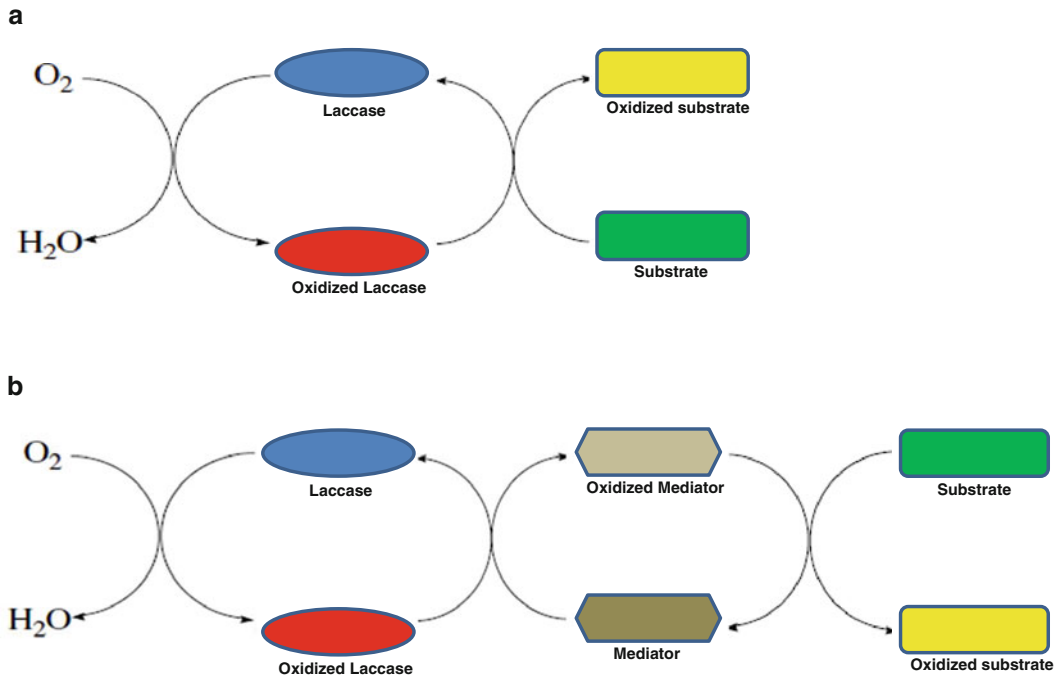 a
O₂
Laccase
Oxidized substrate
H₂O
Oxidized Laccase
Substrate
b
O₂
Laccase
Oxidized Mediator
Substrate
H₂O
Oxidized Laccase
Mediator
Oxidized substrate